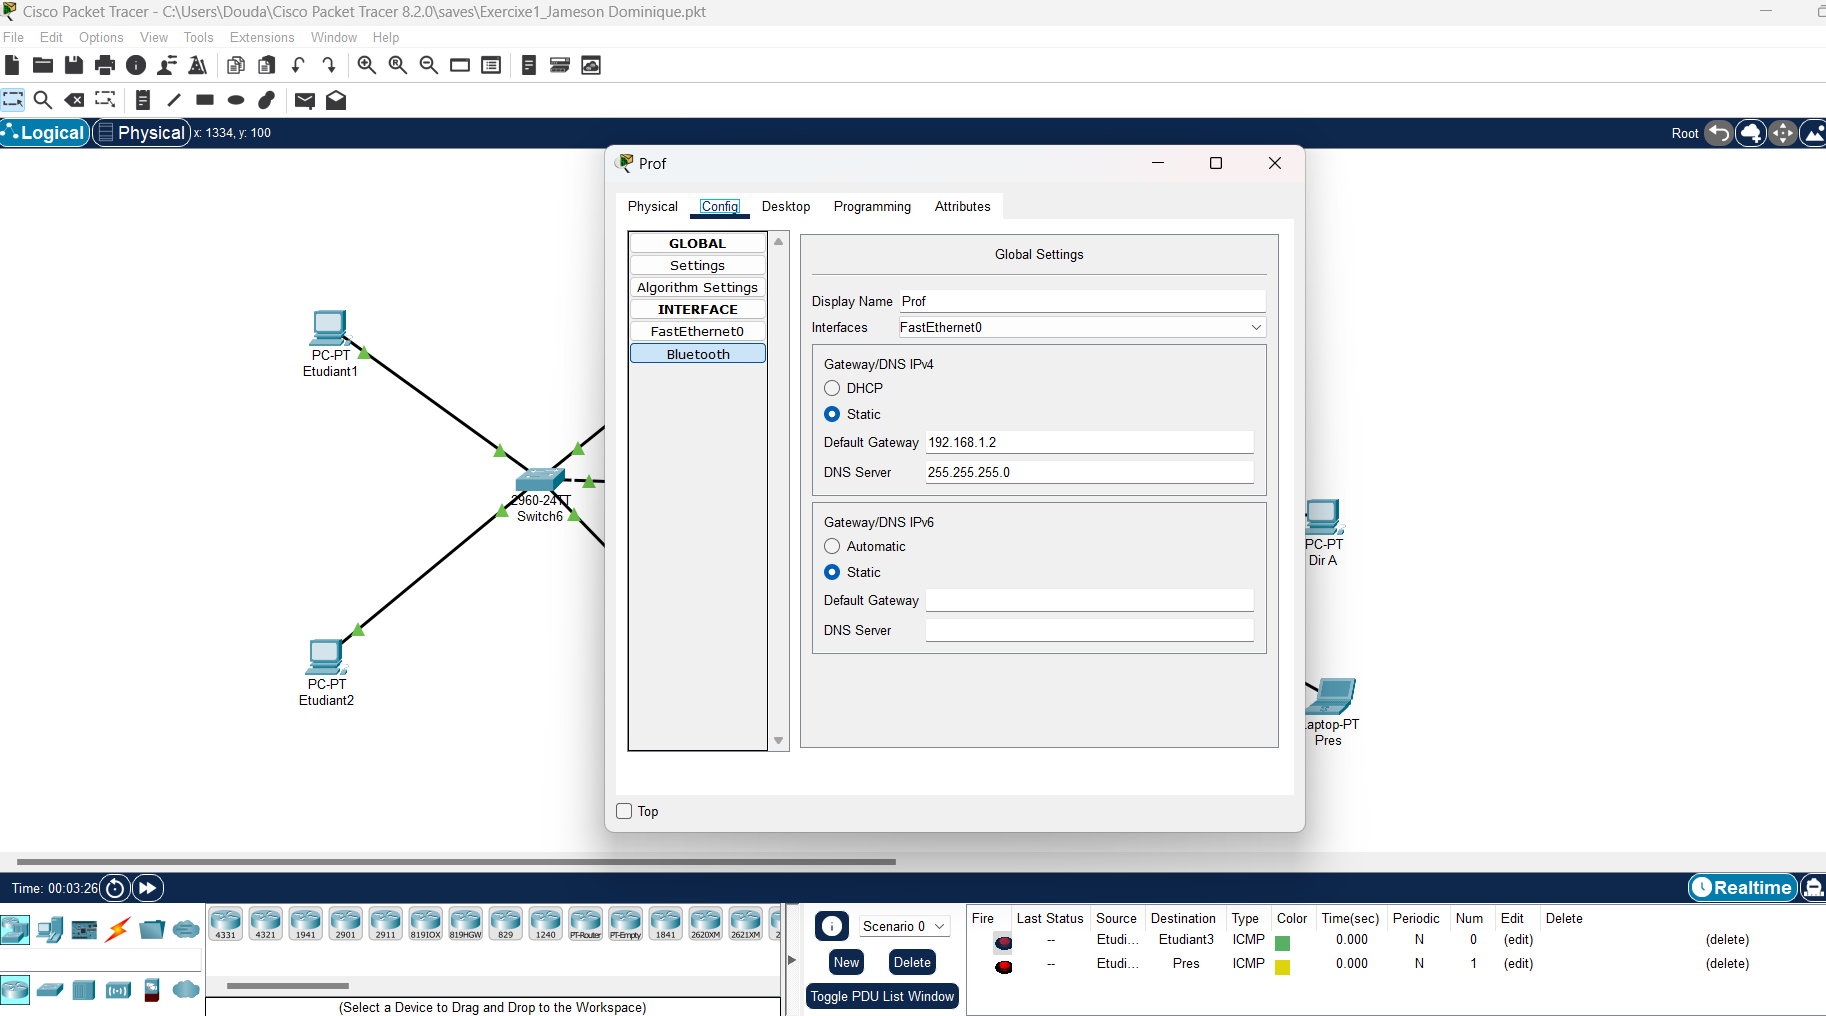 Cisco Packet Tracer - C:\Users\Douda\Cisco Packet Tracer 8.2.0\saves\Exercixe1_Jameson Dominique.pkt
File Edit Options View Tools Extensions Window Help
Logical Physical x: 1334, y: 100 Root
Prof
Physical Config Desktop Programming Attributes
GLOBAL
Settings
Algorithm Settings
INTERFACE
FastEthernet0
Bluetooth
Global Settings
Display Name Prof
Interfaces FastEthernet0
Gateway/DNS IPv4
DHCP
Static
Default Gateway 192.168.1.2
DNS Server 255.255.255.0
Gateway/DNS IPv6
Automatic
Static
Default Gateway
DNS Server
Top
PC-PT
Etudiant1
2960-24TT
Switch6
PC-PT
Etudiant2
PC-PT
Dir A
aptop-PT
Pres
Time: 00:03:26 Realtime
4331 4321 1941 2901 2911 819IOX 819HGW 829 1240 PT-Router PT-Empty 1841 2620XM 2621XM 2
(Select a Device to Drag and Drop to the Workspace)
Scenario 0
New Delete
Toggle PDU List Window
Fire Last Status Source Destination Type Color Time(sec) Periodic Num Edit Delete
-- Etudi... Etudiant3 ICMP 0.000 N 0 (edit) (delete)
-- Etudi... Pres ICMP 0.000 N 1 (edit) (delete)